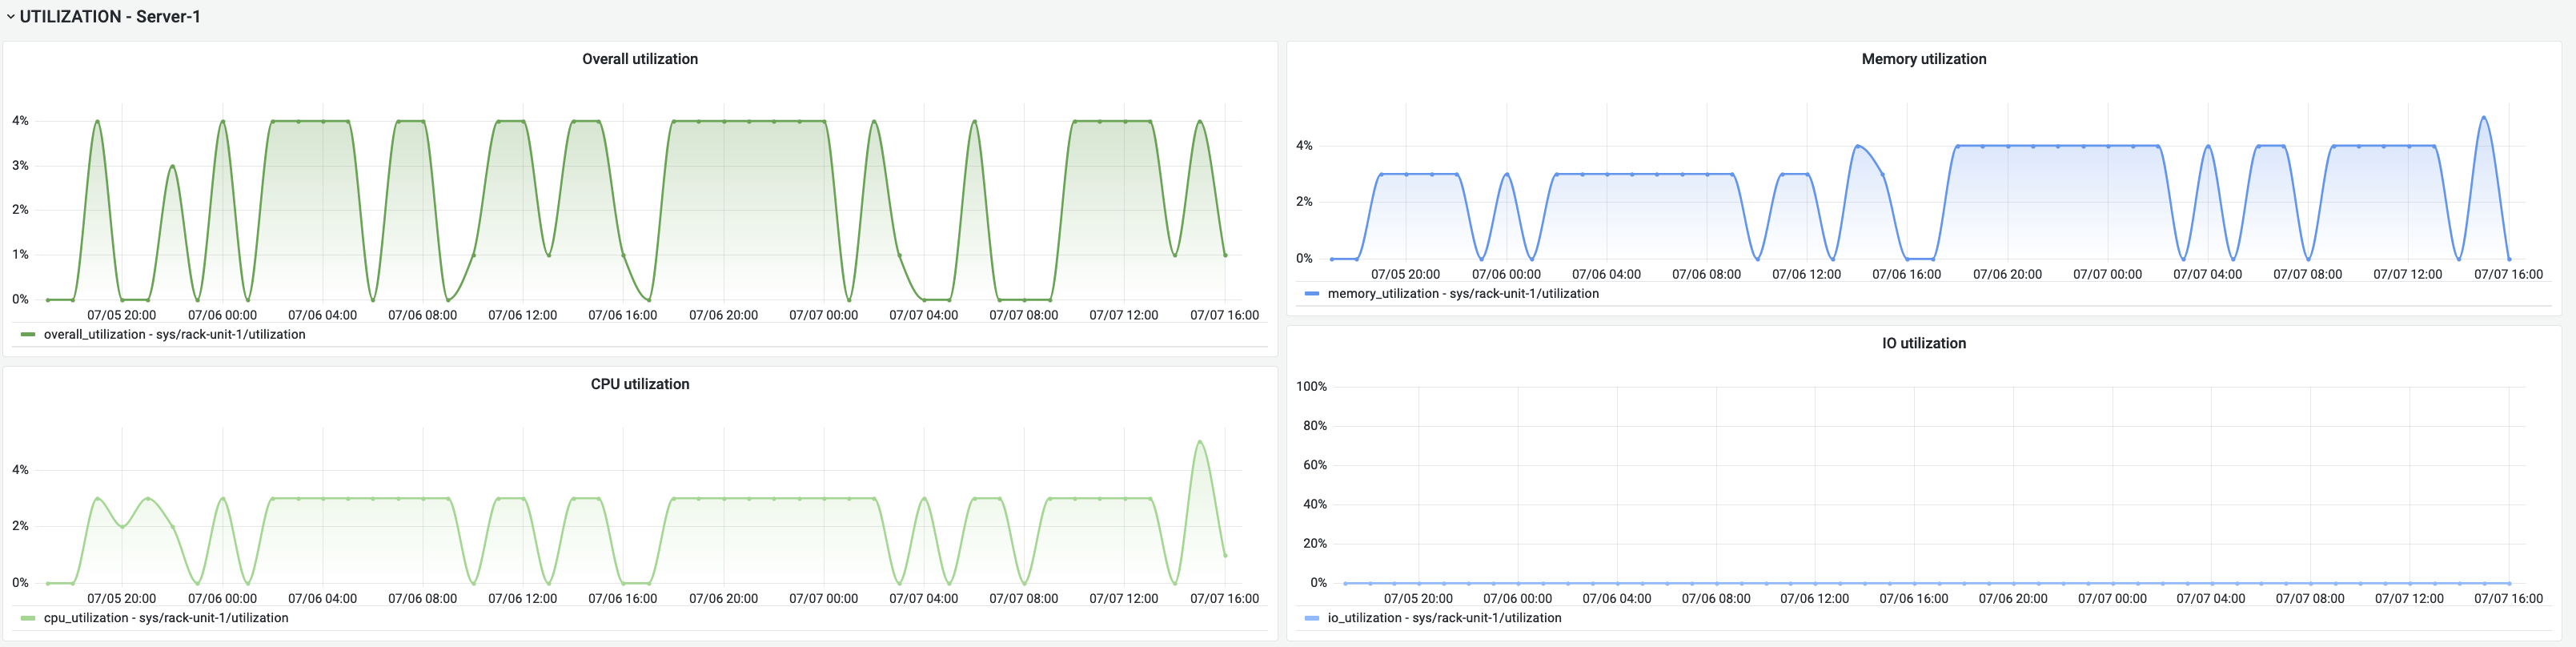 UTILIZATION - Server-1
Overall utilization
4%
3%
2%
1%
0%
07/05 20:00 07/06 00:00 07/06 04:00 07/06 08:00 07/06 12:00 07/06 16:00 07/06 20:00 07/07 00:00 07/07 04:00 07/07 08:00 07/07 12:00 07/07 16:00
overall_utilization - sys/rack-unit-1/utilization
Memory utilization
4%
2%
0%
07/05 20:00 07/06 00:00 07/06 04:00 07/06 08:00 07/06 12:00 07/06 16:00 07/06 20:00 07/07 00:00 07/07 04:00 07/07 08:00 07/07 12:00 07/07 16:00
memory_utilization - sys/rack-unit-1/utilization
CPU utilization
4%
2%
0%
07/05 20:00 07/06 00:00 07/06 04:00 07/06 08:00 07/06 12:00 07/06 16:00 07/06 20:00 07/07 00:00 07/07 04:00 07/07 08:00 07/07 12:00 07/07 16:00
cpu_utilization - sys/rack-unit-1/utilization
IO utilization
100%
80%
60%
40%
20%
0%
07/05 20:00 07/06 00:00 07/06 04:00 07/06 08:00 07/06 12:00 07/06 16:00 07/06 20:00 07/07 00:00 07/07 04:00 07/07 08:00 07/07 12:00 07/07 16:00
io_utilization - sys/rack-unit-1/utilization